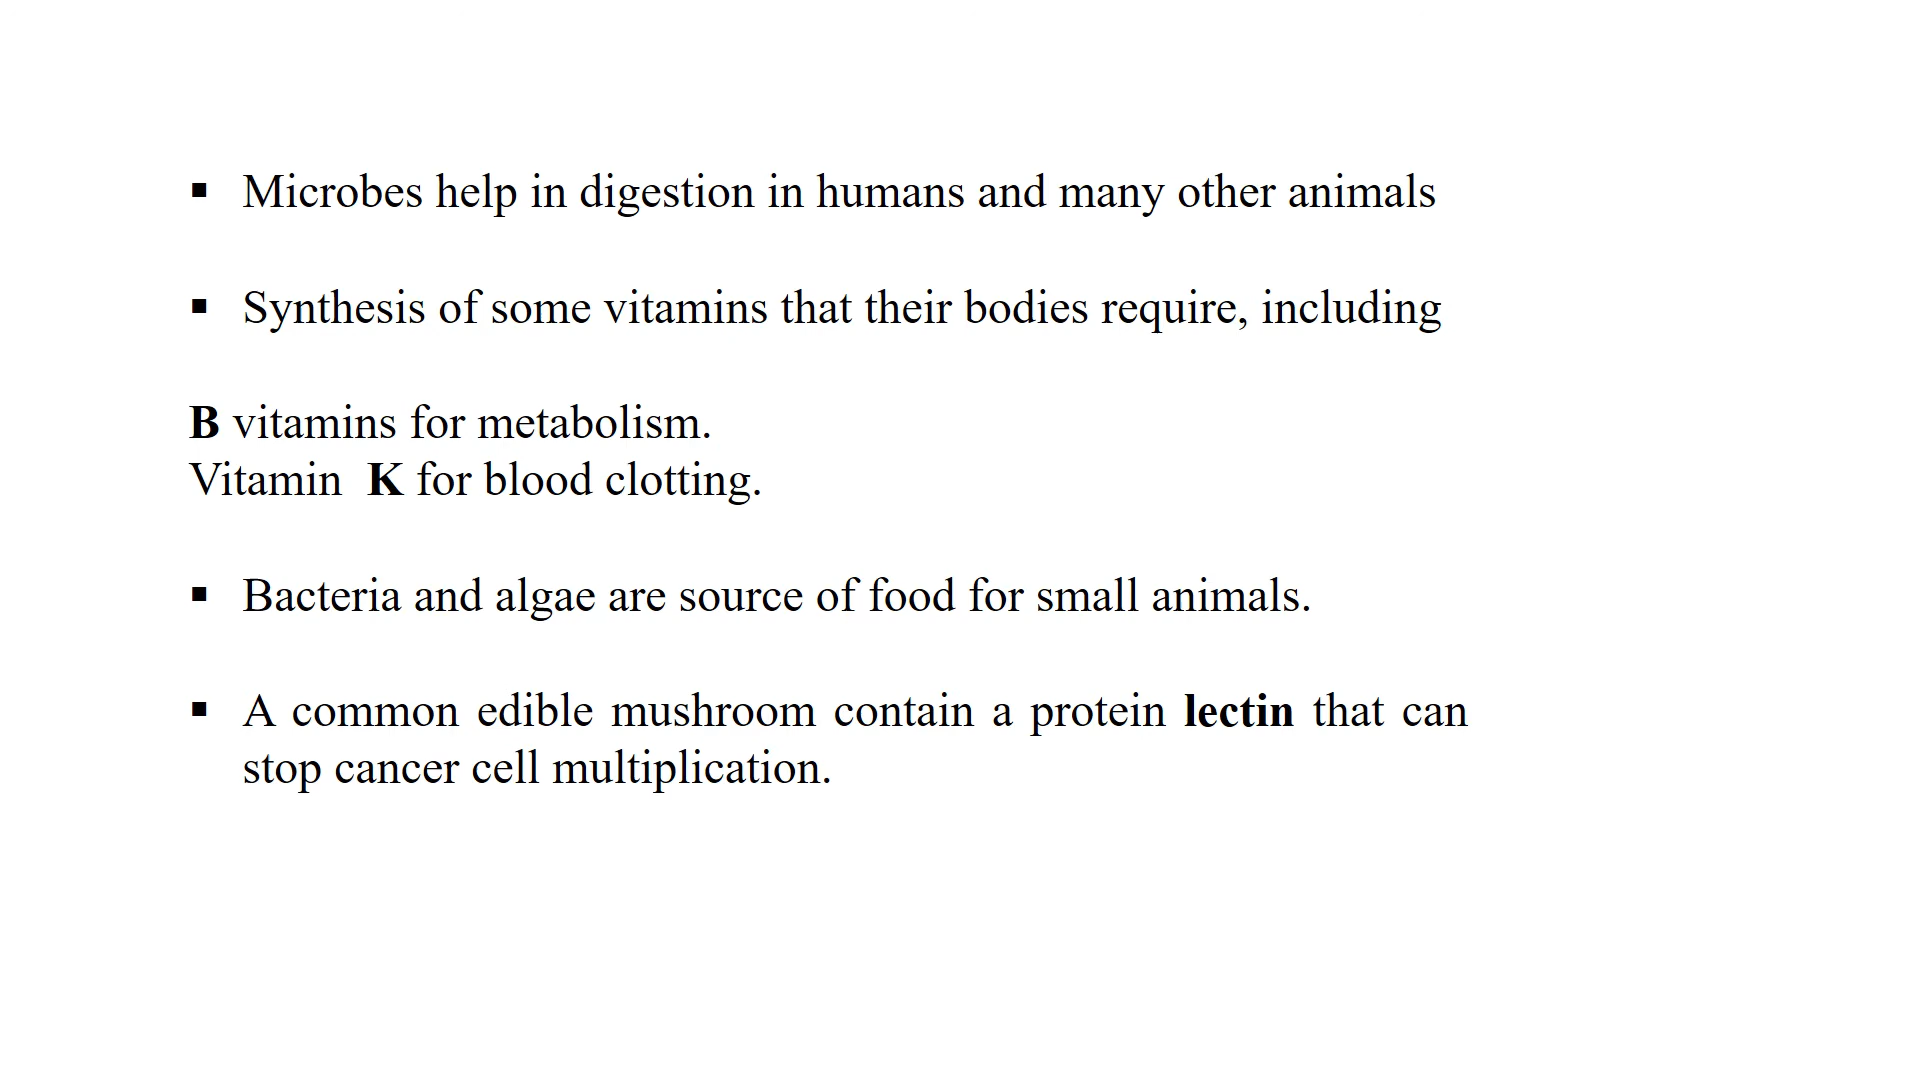 ▪ Microbes help in digestion in humans and many other animals
▪ Synthesis of some vitamins that their bodies require, including
B vitamins for metabolism.
Vitamin  K for blood clotting.
▪ Bacteria and algae are source of food for small animals.
▪ A common edible mushroom contain a protein lectin that can
stop cancer cell multiplication.